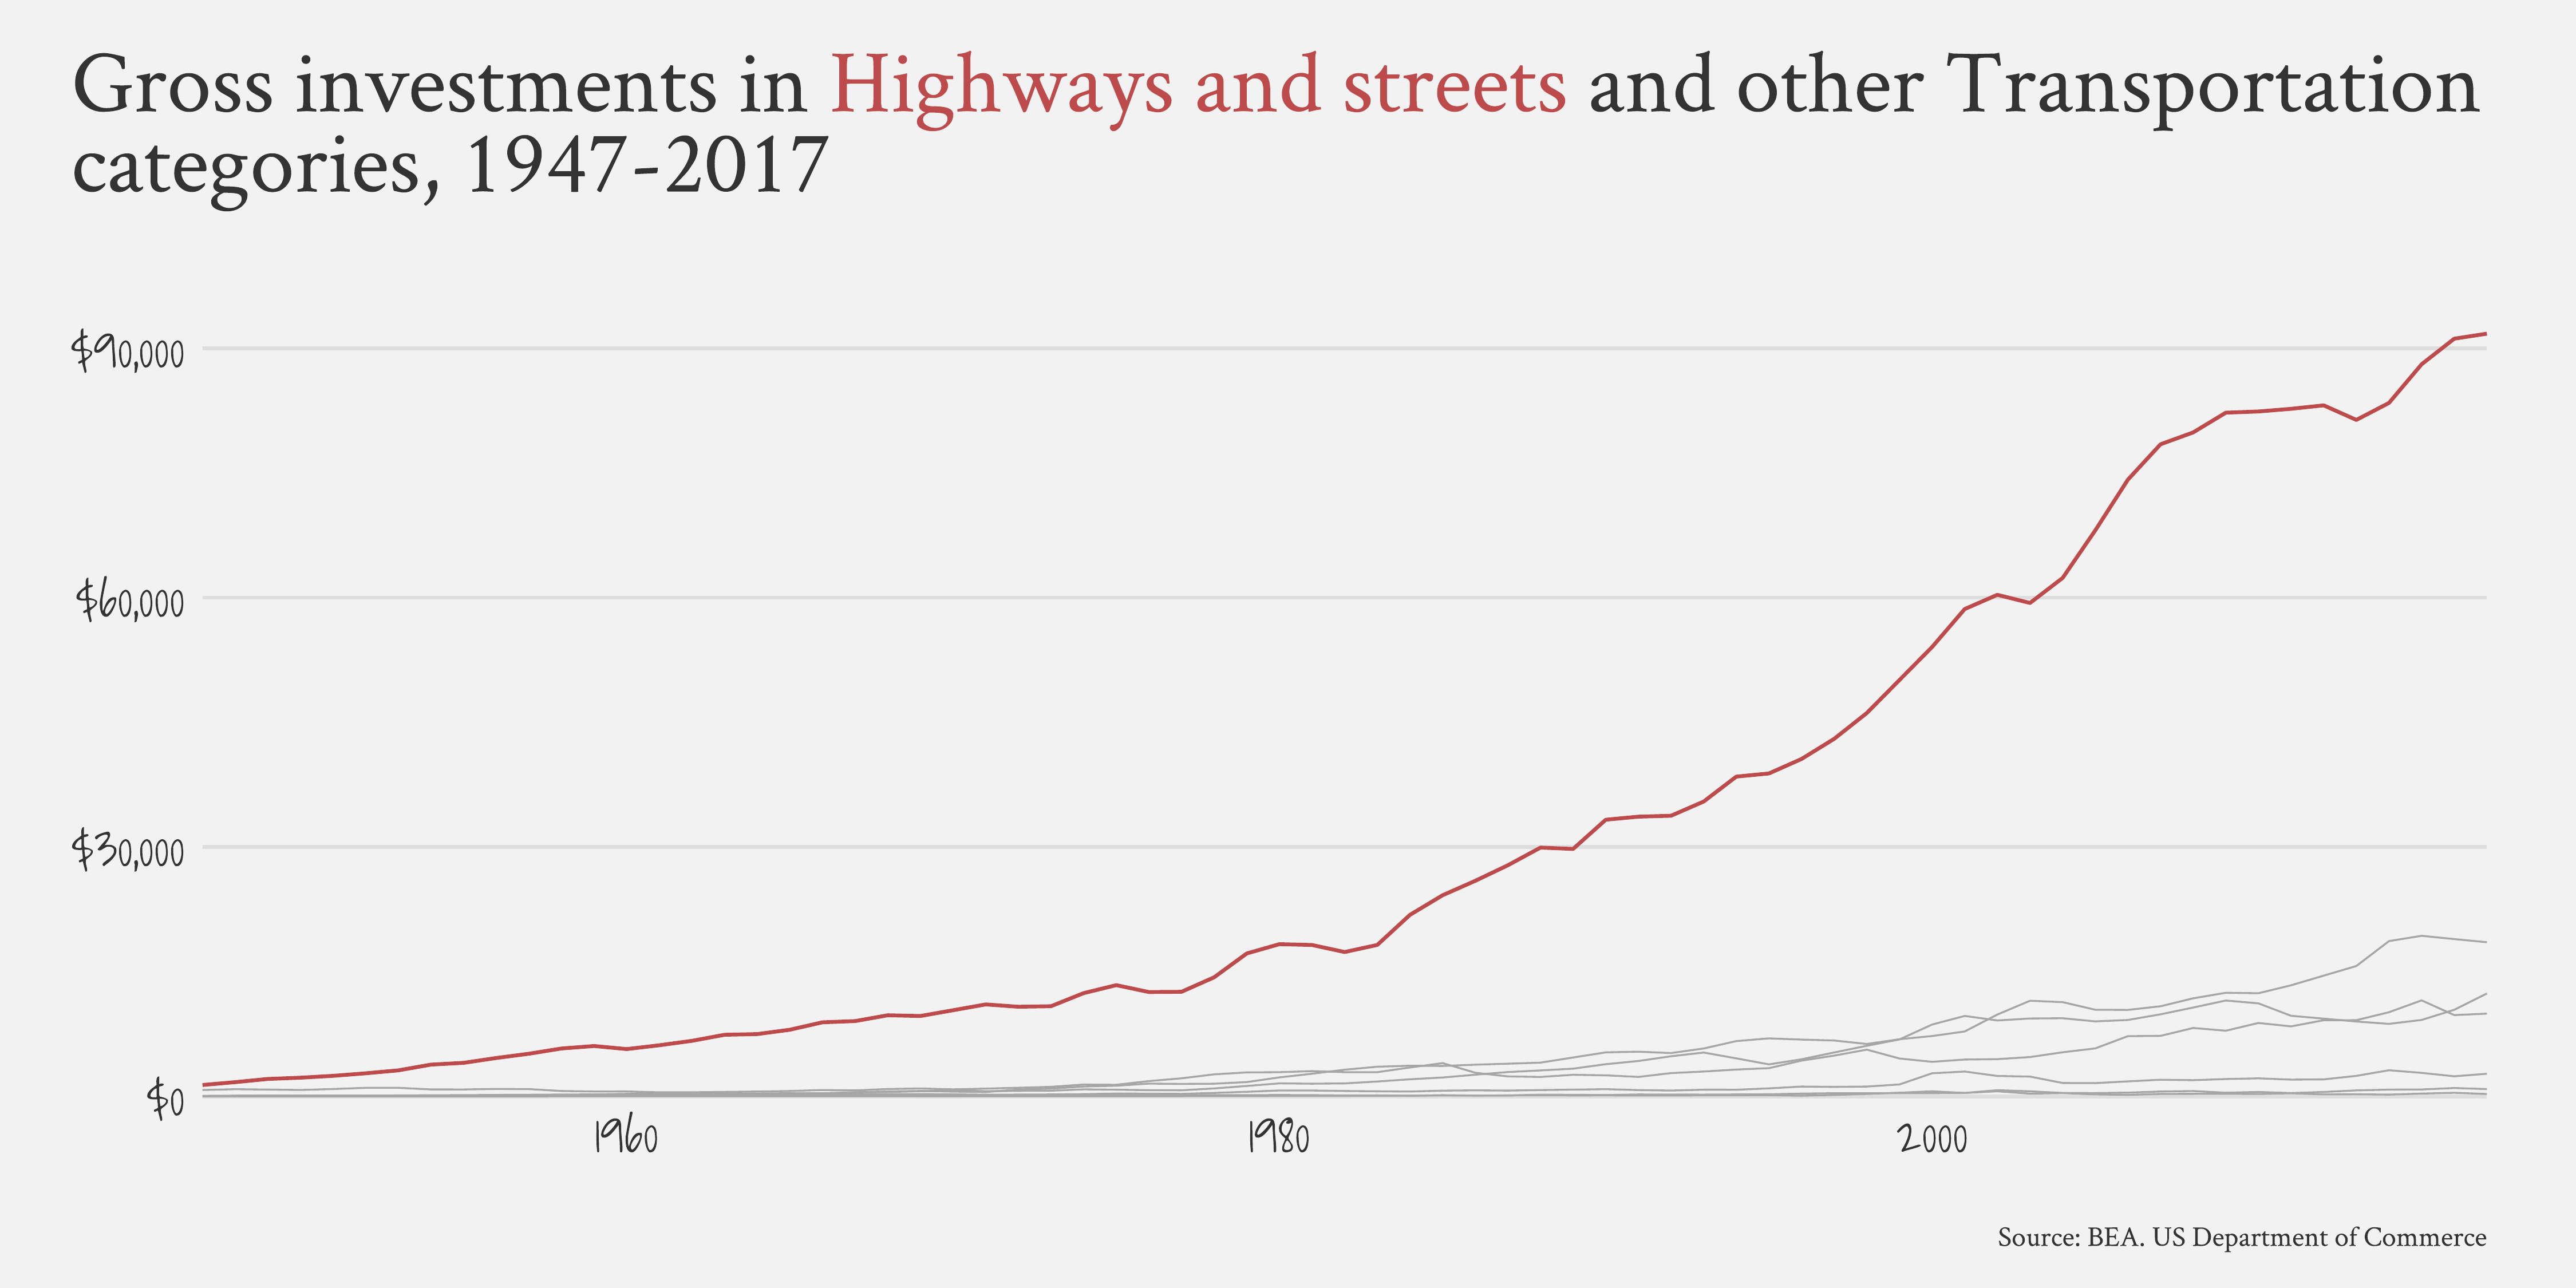 Gross investments in Highways and streets and other Transportation
categories, 1947-2017
$90,000
$60,000
$30,000
$0
1960 1980 2000
Source: BEA. US Department of Commerce